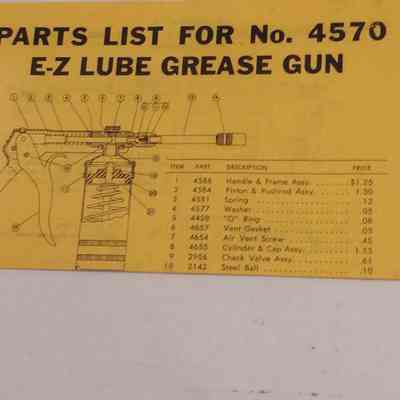 PARTS LIST FOR No. 4570
E-Z LUBE GREASE GUN
ITEM PART DESCRIPTION PRICE
1 4586 Handle & Frame Assy. $1.25
2 4584 Piston & Pushrod Assy. 1.50
3 4581 Spring .12
4 4577 Washer .05
5 4458 "O" Ring .08
6 4657 Vent Gasket .05
7 4654 Air Vent Screw .45
8 4655 Cylinder & Cap Assy. 1.55
9 2956 Check Valve Assy. .61
10 2142 Steel Ball .10